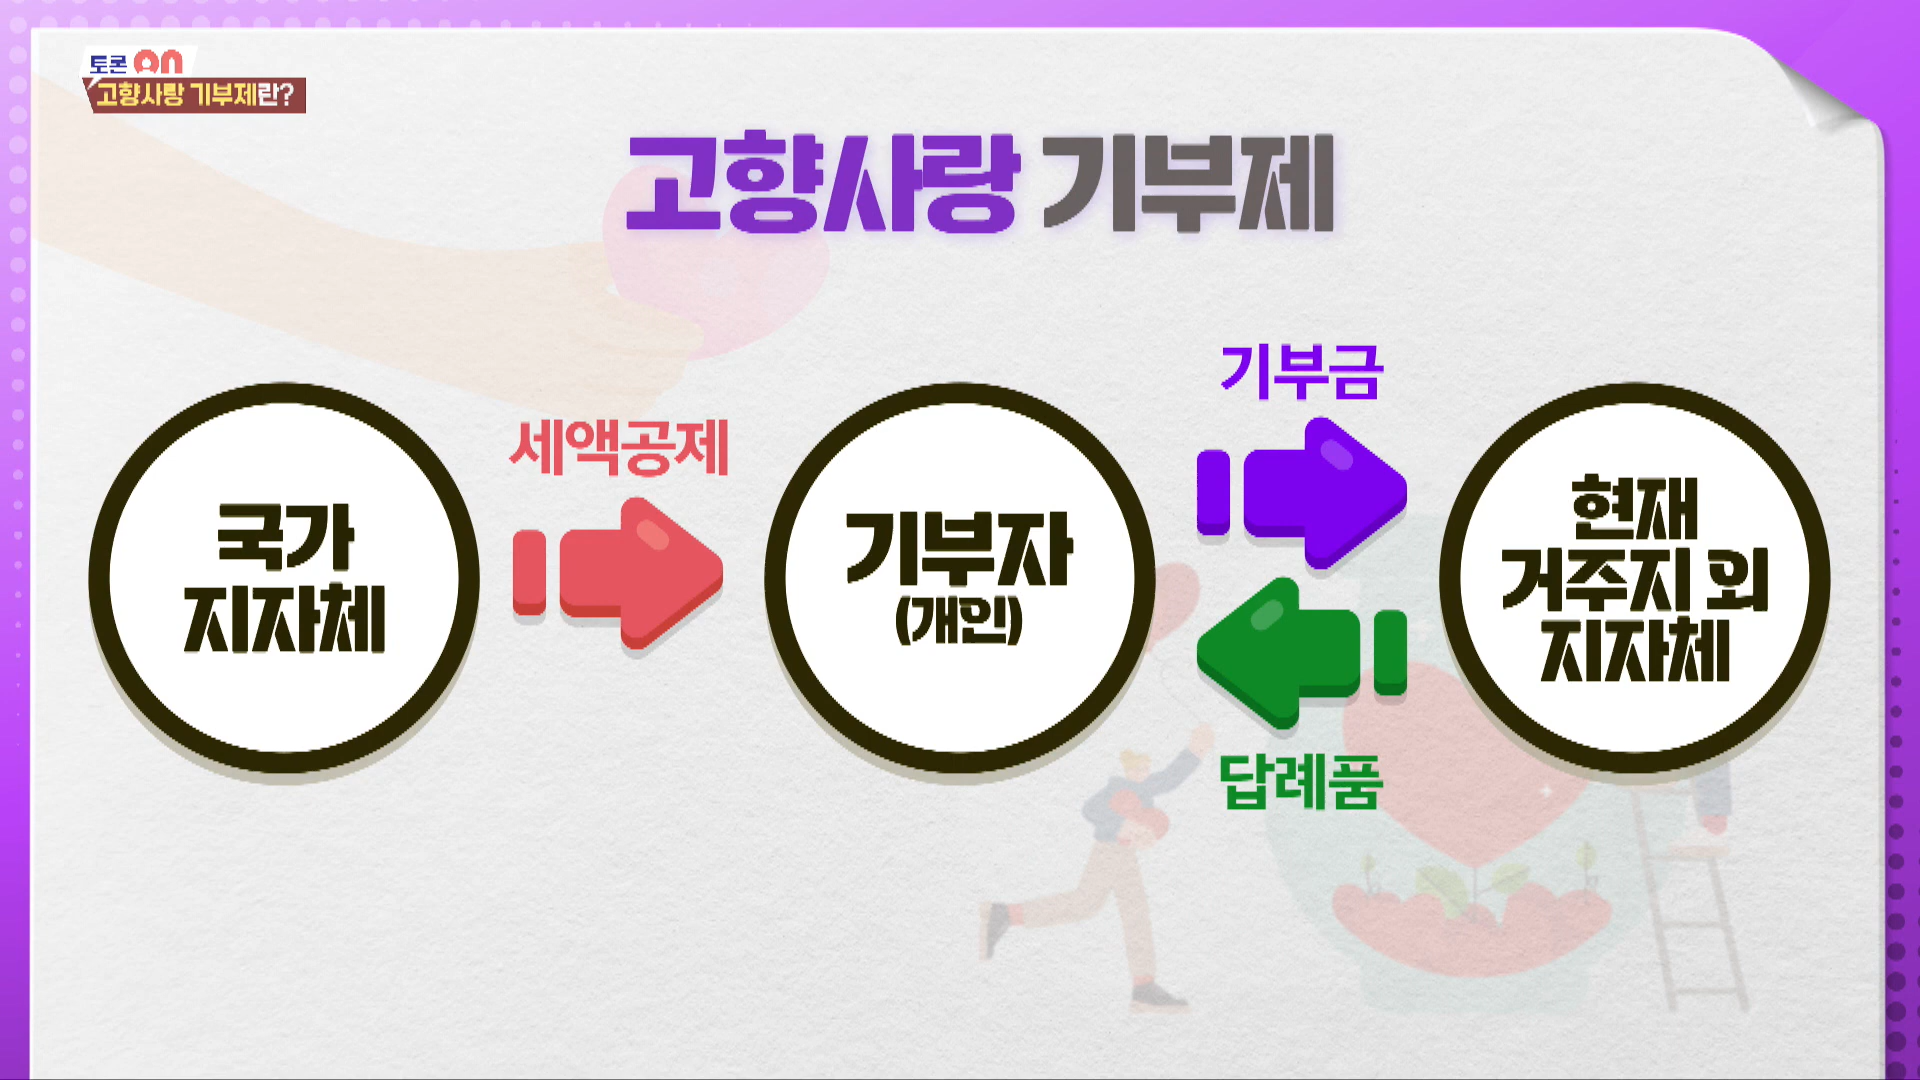 토론 on
고향사랑 기부제란?
고향사랑 기부제
국가
지자체
세액공제
기부자
(개인)
기부금
답례품
현재
거주지 외
지자체